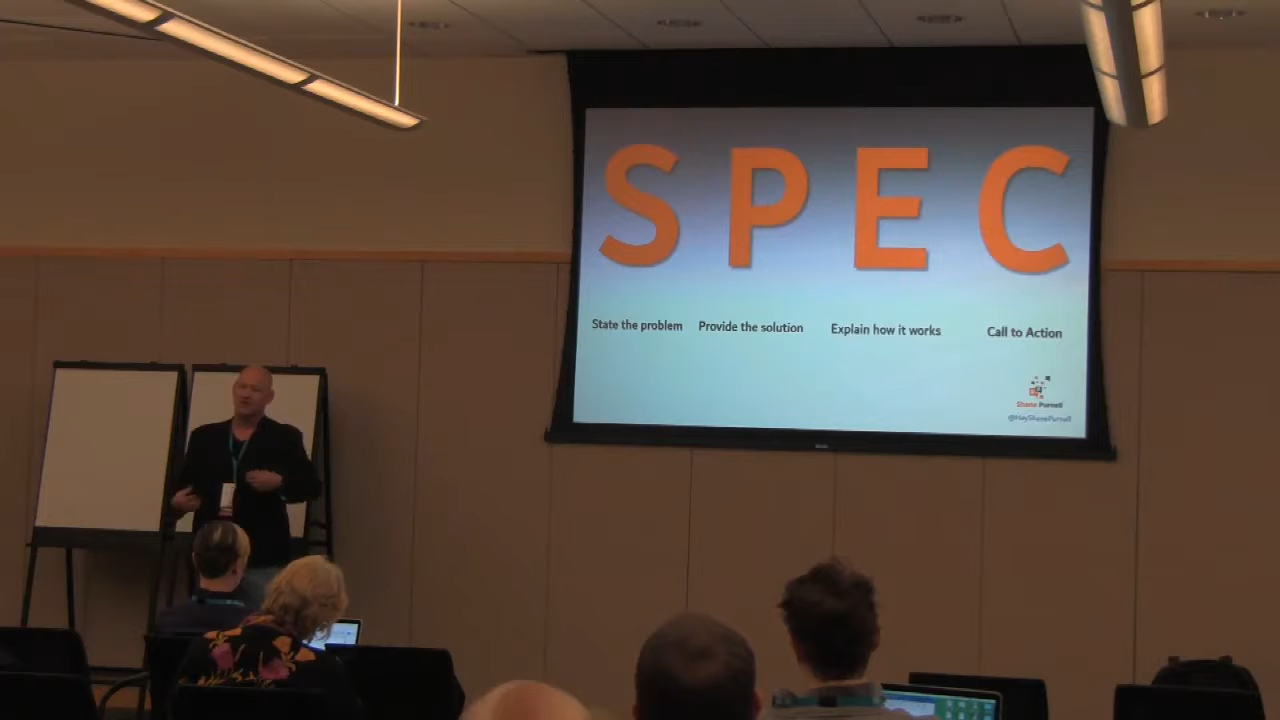 S P E C
State the problem Provide the solution Explain how it works Call to Action
Shane Purnell
@HeyShanePurnell